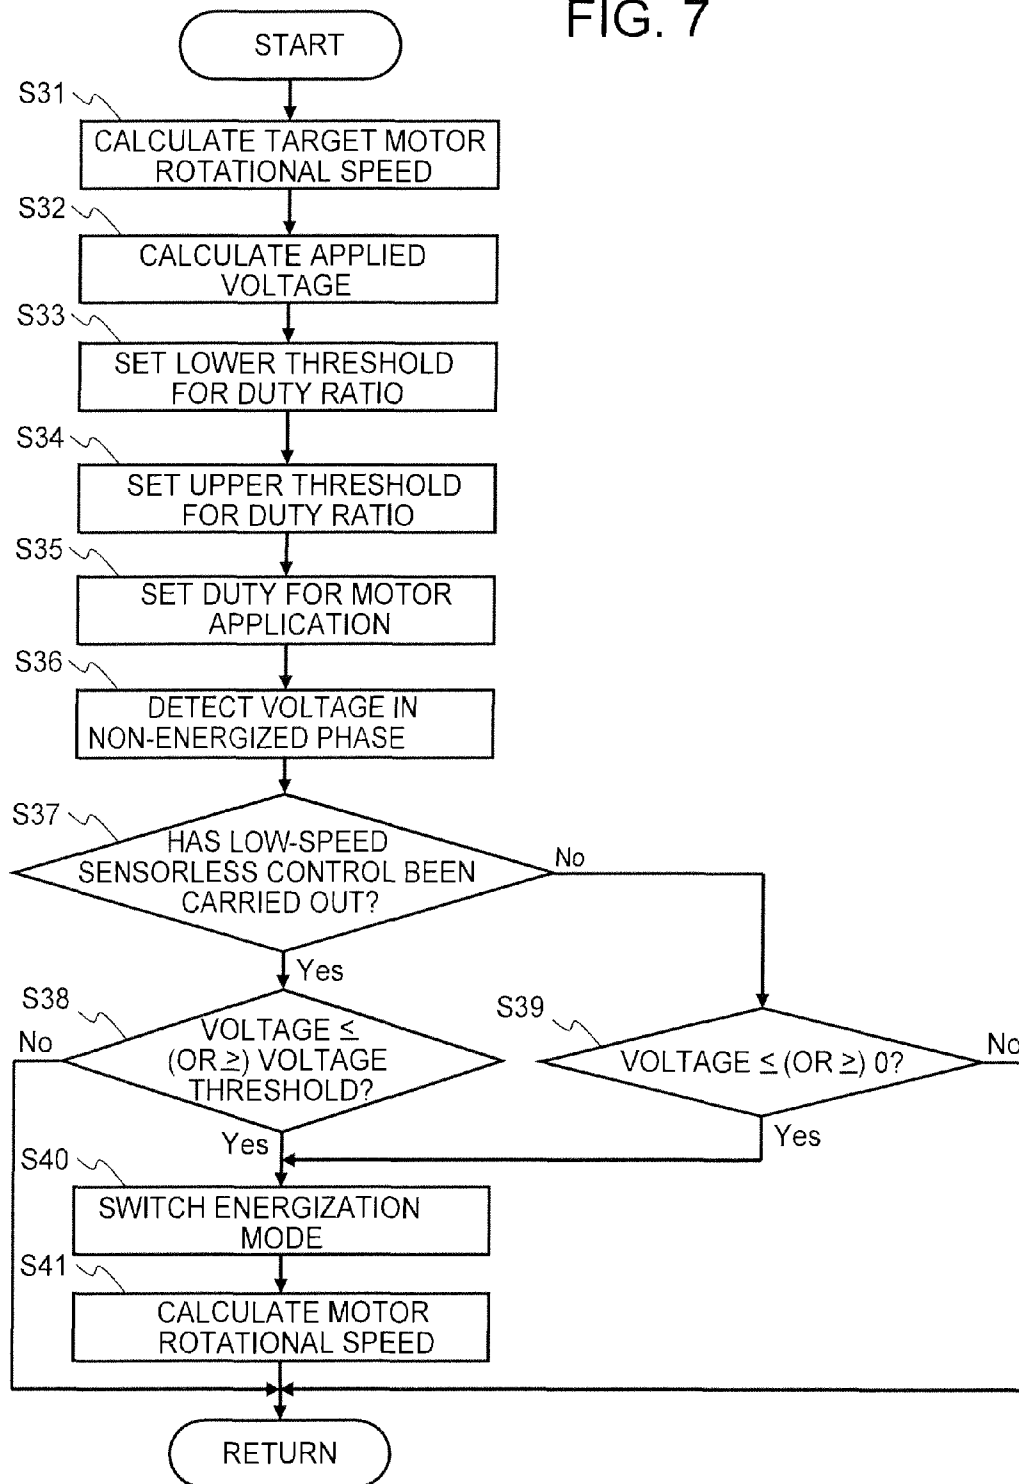 FIG. 7
START
S31
CALCULATE TARGET MOTOR
ROTATIONAL SPEED
S32
CALCULATE APPLIED
VOLTAGE
S33
SET LOWER THRESHOLD
FOR DUTY RATIO
S34
SET UPPER THRESHOLD
FOR DUTY RATIO
S35
SET DUTY FOR MOTOR
APPLICATION
S36
DETECT VOLTAGE IN
NON-ENERGIZED PHASE
S37
HAS LOW-SPEED
SENSORLESS CONTROL BEEN
CARRIED OUT?
No
Yes
S38
VOLTAGE ≤
(OR ≥) VOLTAGE
THRESHOLD?
No
Yes
S39
VOLTAGE ≤ (OR ≥) 0?
No
Yes
S40
SWITCH ENERGIZATION
MODE
S41
CALCULATE MOTOR
ROTATIONAL SPEED
RETURN